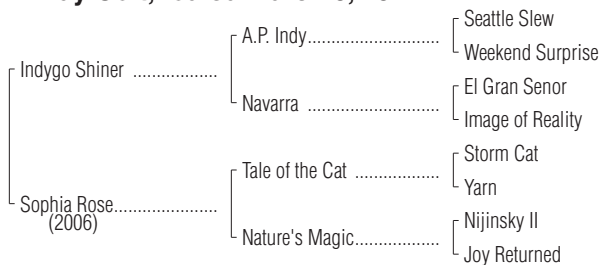 Seattle Slew
A.P. Indy
Weekend Surprise
Indygo Shiner
El Gran Senor
Navarra
Image of Reality
Storm Cat
Tale of the Cat
Yarn
Sophia Rose
(2006)
Nijinsky II
Nature's Magic
Joy Returned